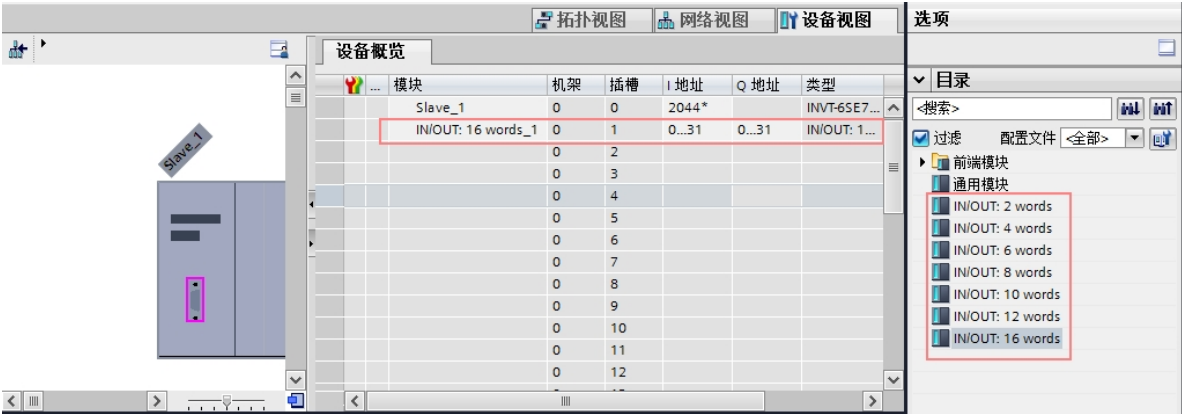 拓扑视图 网络视图 设备视图 选项
设备概览
目录
... 模块 机架 插槽 I 地址 Q 地址 类型
Slave_1 0 0 2044* INVT-6SE7...
IN/OUT: 16 words_1 0 1 0...31 0...31 IN/OUT: 1...
0 2
0 3
0 4
0 5
0 6
0 7
0 8
0 9
0 10
0 11
0 12
Slave_1
<搜索>
过滤 配置文件 <全部>
前端模块
通用模块
IN/OUT: 2 words
IN/OUT: 4 words
IN/OUT: 6 words
IN/OUT: 8 words
IN/OUT: 10 words
IN/OUT: 12 words
IN/OUT: 16 words